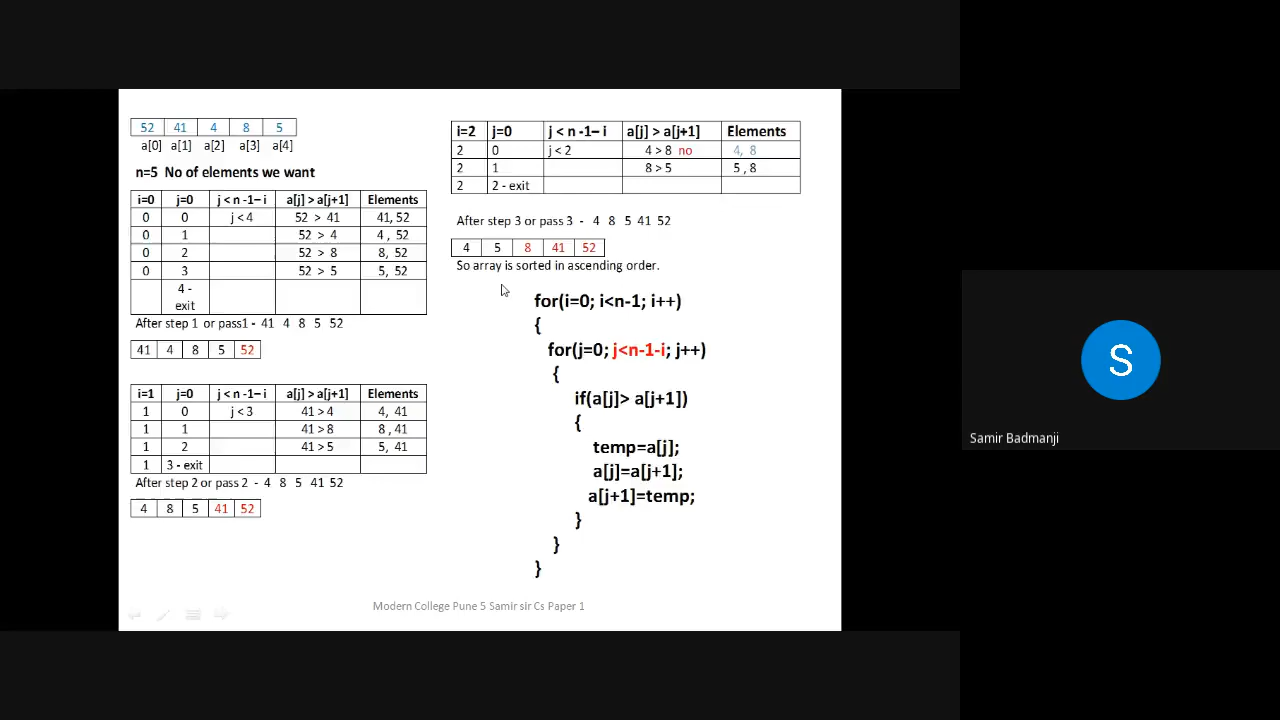 52 41 4 8 5
a[0] a[1] a[2] a[3] a[4]
n=5 No of elements we want
i=0 j=0 j < n -1– i a[j] > a[j+1] Elements
0 0 j < 4 52 > 41 41, 52
0 1 52 > 4 4 , 52
0 2 52 > 8 8, 52
0 3 52 > 5 5, 52
4 -
exit
After step 1 or pass1 - 41 4 8 5 52
41 4 8 5 52
i=1 j=0 j < n -1– i a[j] > a[j+1] Elements
1 0 j < 3 41 > 4 4, 41
1 1 41 > 8 8 , 41
1 2 41 > 5 5, 41
1 3 - exit
After step 2 or pass 2 - 4 8 5 41 52
4 8 5 41 52
i=2 j=0 j < n -1– i a[j] > a[j+1] Elements
2 0 j < 2 4 > 8 no 4, 8
2 1 8 > 5 5 , 8
2 2 - exit
After step 3 or pass 3 - 4 8 5 41 52
4 5 8 41 52
So array is sorted in ascending order.
for(i=0; i<n-1; i++)
{
for(j=0; j<n-1-i; j++)
{
if(a[j]> a[j+1])
{
temp=a[j];
a[j]=a[j+1];
a[j+1]=temp;
}
}
}
Modern College Pune 5 Samir sir Cs Paper 1
S
Samir Badmanji